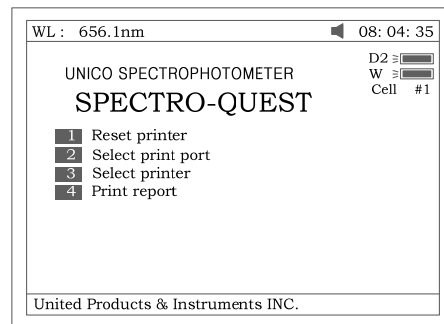 WL : 656.1nm 08: 04: 35
D2
W
Cell #1
UNICO SPECTROPHOTOMETER
SPECTRO-QUEST
1 Reset printer
2 Select print port
3 Select printer
4 Print report
United Products & Instruments INC.